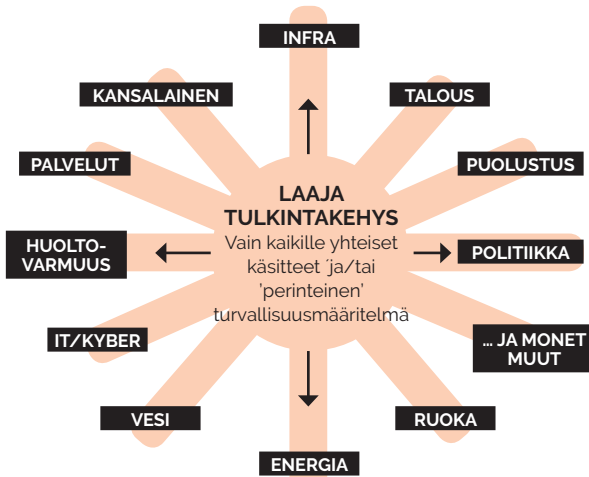 INFRA
KANSALAINEN
TALOUS
PALVELUT
PUOLUSTUS
LAAJA
TULKINTAKEHYS
Vain kaikille yhteiset
käsitteet ´ja/tai
'perinteinen'
turvallisuusmääritelmä
HUOLTO-
VARMUUS
POLITIIKKA
IT/KYBER
... JA MONET
MUUT
VESI
RUOKA
ENERGIA